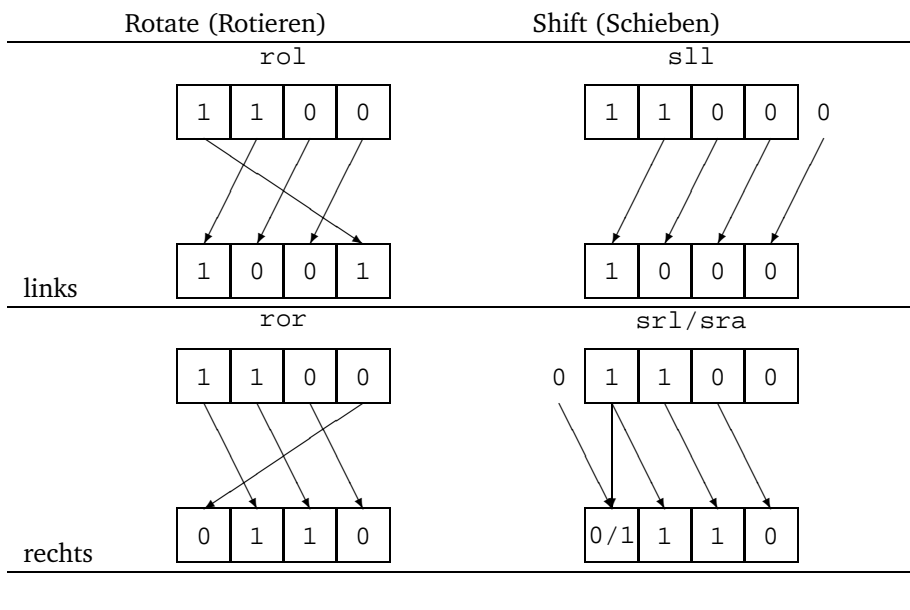 Rotate (Rotieren) Shift (Schieben)
rol sll
1 1 0 0 1 1 0 0 0
1 0 0 1 1 0 0 0
links
ror srl/sra
1 1 0 0 0 1 1 0 0
0 1 1 0 0/1 1 1 0
rechts